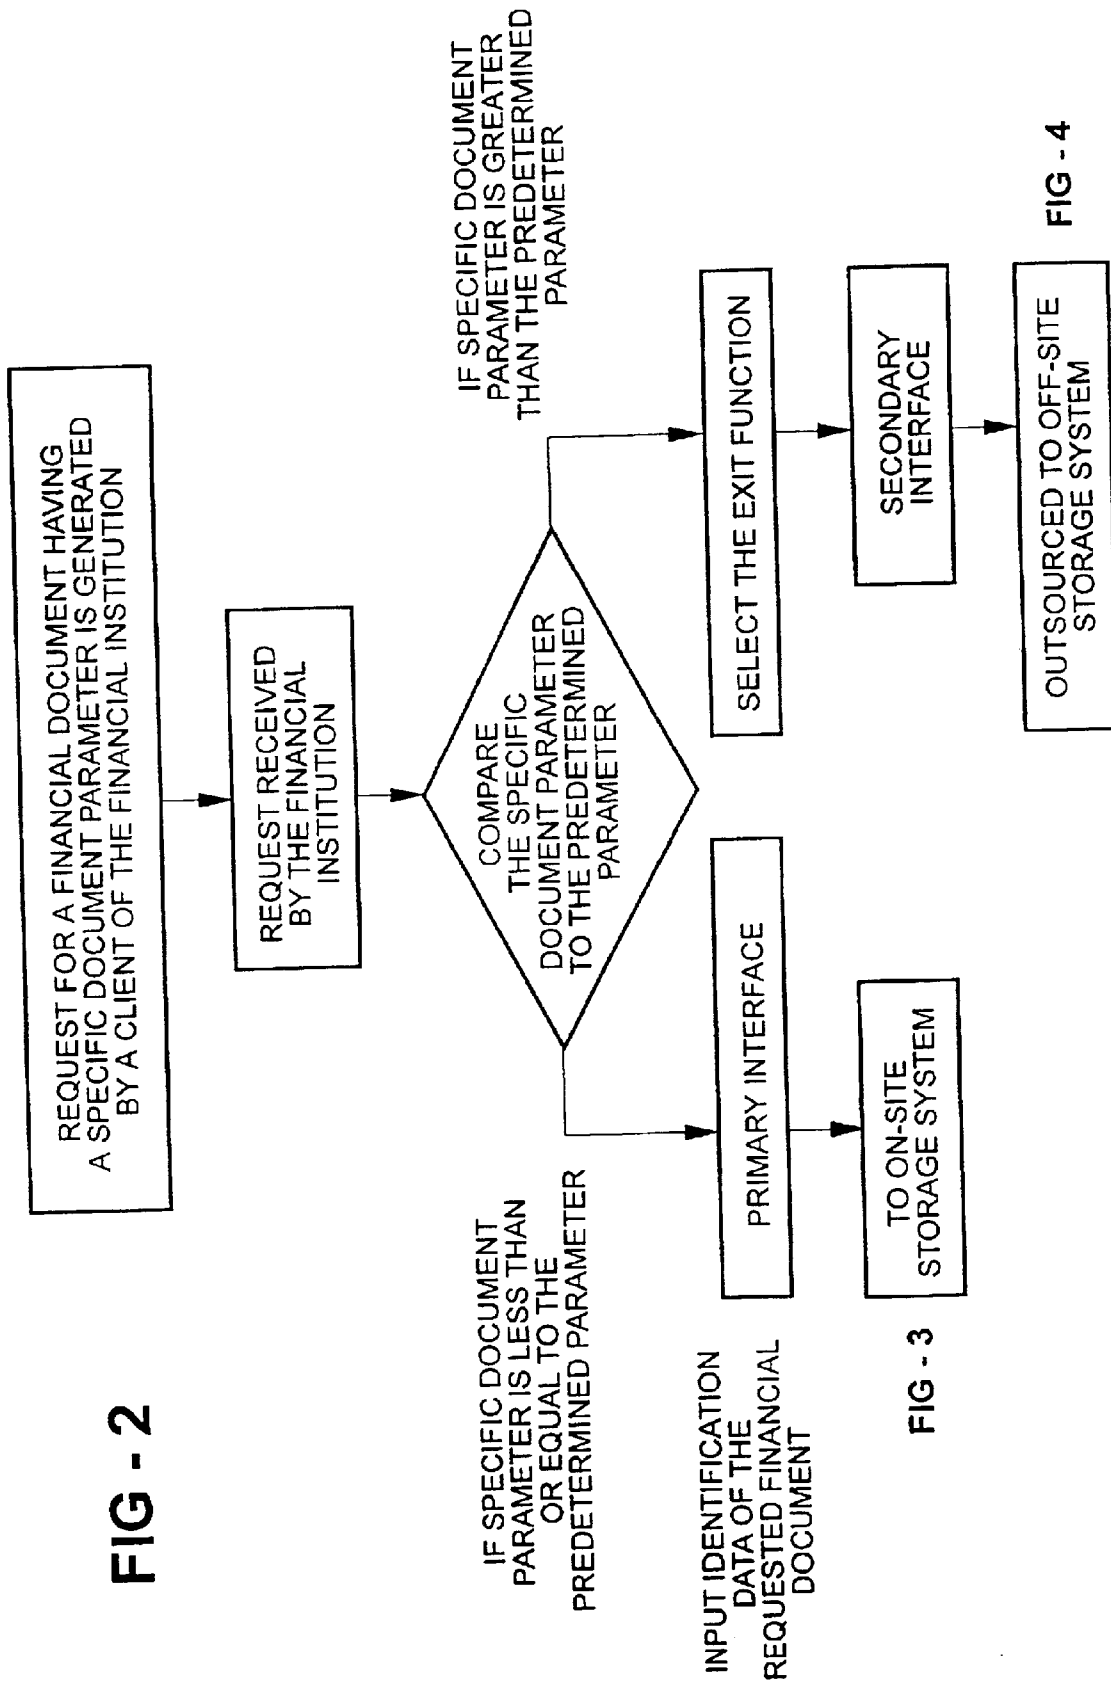 FIG - 2
REQUEST FOR A FINANCIAL DOCUMENT HAVING
A SPECIFIC DOCUMENT PARAMETER IS GENERATED
BY A CLIENT OF THE FINANCIAL INSTITUTION
REQUEST RECEIVED
BY THE FINANCIAL
INSTITUTION
COMPARE
THE SPECIFIC
DOCUMENT PARAMETER
TO THE PREDETERMINED
PARAMETER
IF SPECIFIC DOCUMENT
PARAMETER IS LESS THAN
OR EQUAL TO THE
PREDETERMINED PARAMETER
IF SPECIFIC DOCUMENT
PARAMETER IS GREATER
THAN THE PREDETERMINED
PARAMETER
INPUT IDENTIFICATION
DATA OF THE
REQUESTED FINANCIAL
DOCUMENT
PRIMARY INTERFACE
TO ON-SITE
STORAGE SYSTEM
FIG - 3
SELECT THE EXIT FUNCTION
SECONDARY
INTERFACE
OUTSOURCED TO OFF-SITE
STORAGE SYSTEM
FIG - 4